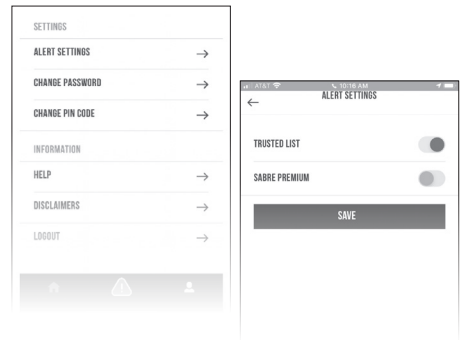 SETTINGS
ALERT SETTINGS
CHANGE PASSWORD
CHANGE PIN CODE
INFORMATION
HELP
DISCLAIMERS
LOGOUT
AT&T 10:16 AM
ALERT SETTINGS
TRUSTED LIST
SABRE PREMIUM
SAVE